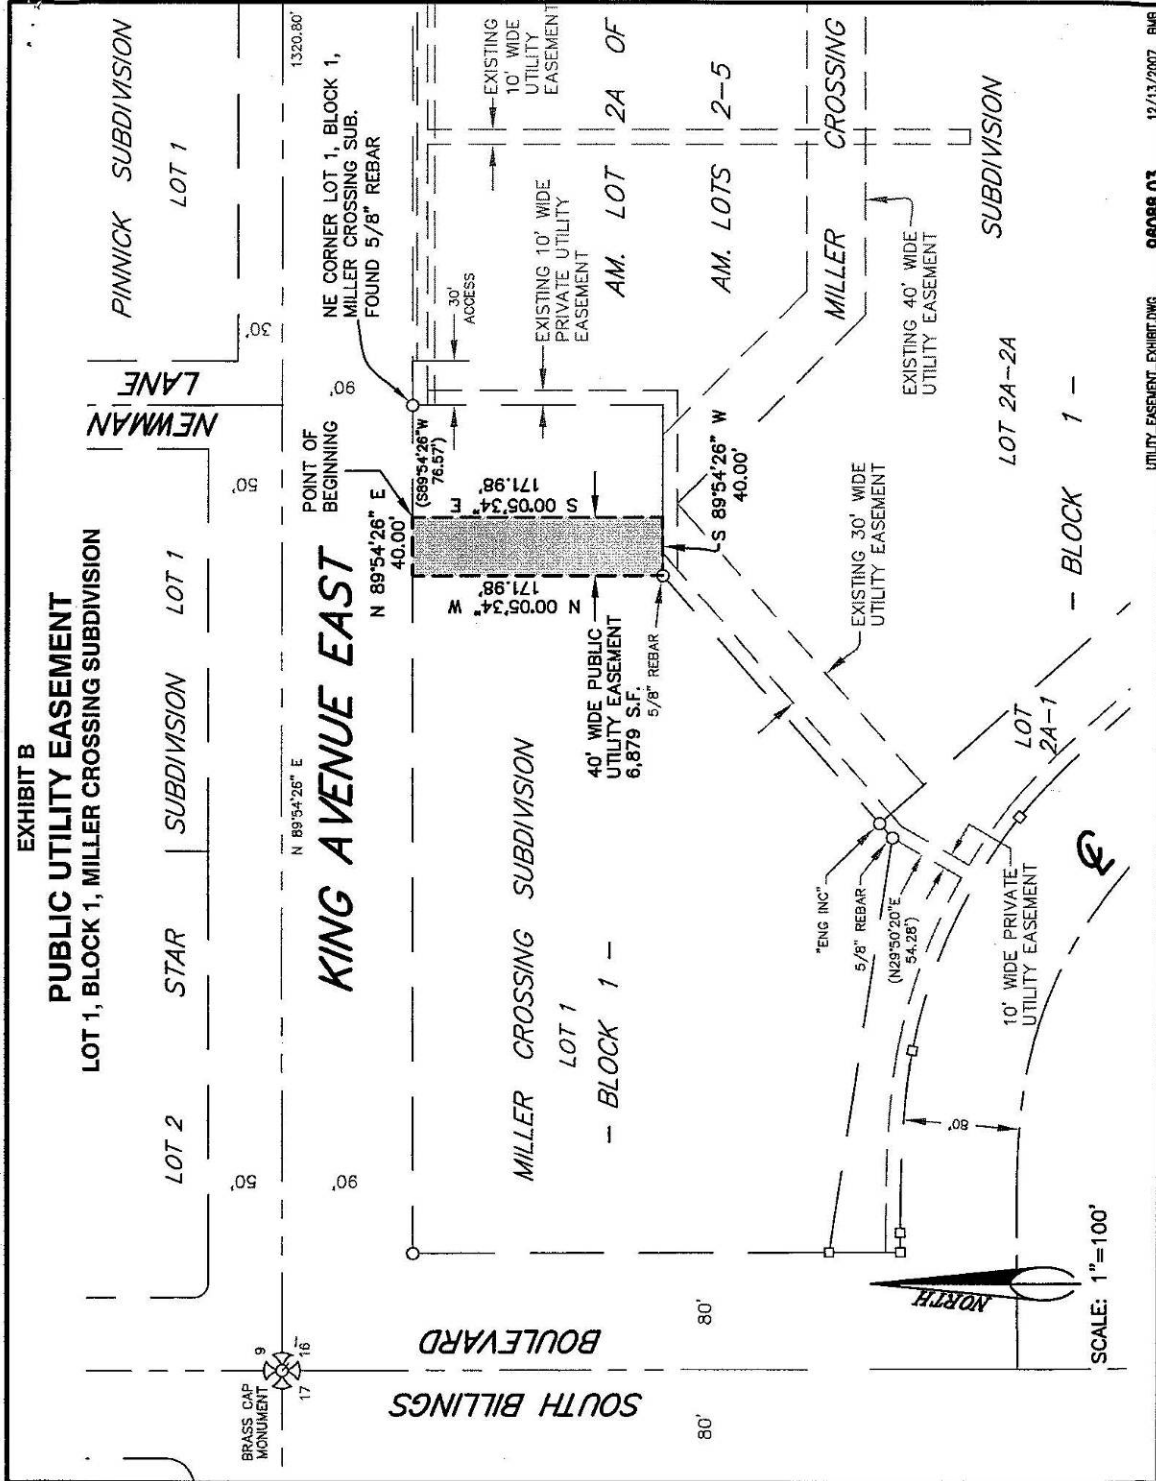 EXHIBIT B
PUBLIC UTILITY EASEMENT
LOT 1, BLOCK 1, MILLER CROSSING SUBDIVISION
LOT 2 STAR SUBDIVISION LOT 1
PINNICK SUBDIVISION
LOT 1
NEWMAN
LANE
50'
50'
30'
BRASS CAP
MONUMENT
9
16
17
N 89°54'26" E
1320.80'
90'
90'
KING AVENUE EAST
POINT OF
BEGINNING
N 89°54'26" E
40.00'
(S89°54'26"W
76.57')
NE CORNER LOT 1, BLOCK 1,
MILLER CROSSING SUB.
FOUND 5/8" REBAR
30'
ACCESS
EXISTING
10' WIDE
UTILITY
EASEMENT
N 00°05'34" W
171.98'
S 00°05'34" E
171.98'
EXISTING 10' WIDE
PRIVATE UTILITY
EASEMENT
SOUTH BILLINGS
BOULEVARD
80'
80'
MILLER CROSSING SUBDIVISION
LOT 1
- BLOCK 1 -
40' WIDE PUBLIC
UTILITY EASEMENT
6,879 S.F.
5/8" REBAR
S 89°54'26" W
40.00'
AM. LOT 2A OF
AM. LOTS 2-5
MILLER CROSSING
SUBDIVISION
EXISTING 40' WIDE
UTILITY EASEMENT
EXISTING 30' WIDE
UTILITY EASEMENT
LOT 2A-2A
- BLOCK 1 -
"ENG INC"
5/8" REBAR
(N29°50'20"E
54.28')
LOT
2A-1
10' WIDE PRIVATE
UTILITY EASEMENT
80'
CL
NORTH
SCALE: 1"=100'
UTILITY EASEMENT EXHIBIT.DWG 96088.03 12/13/2007 BMB